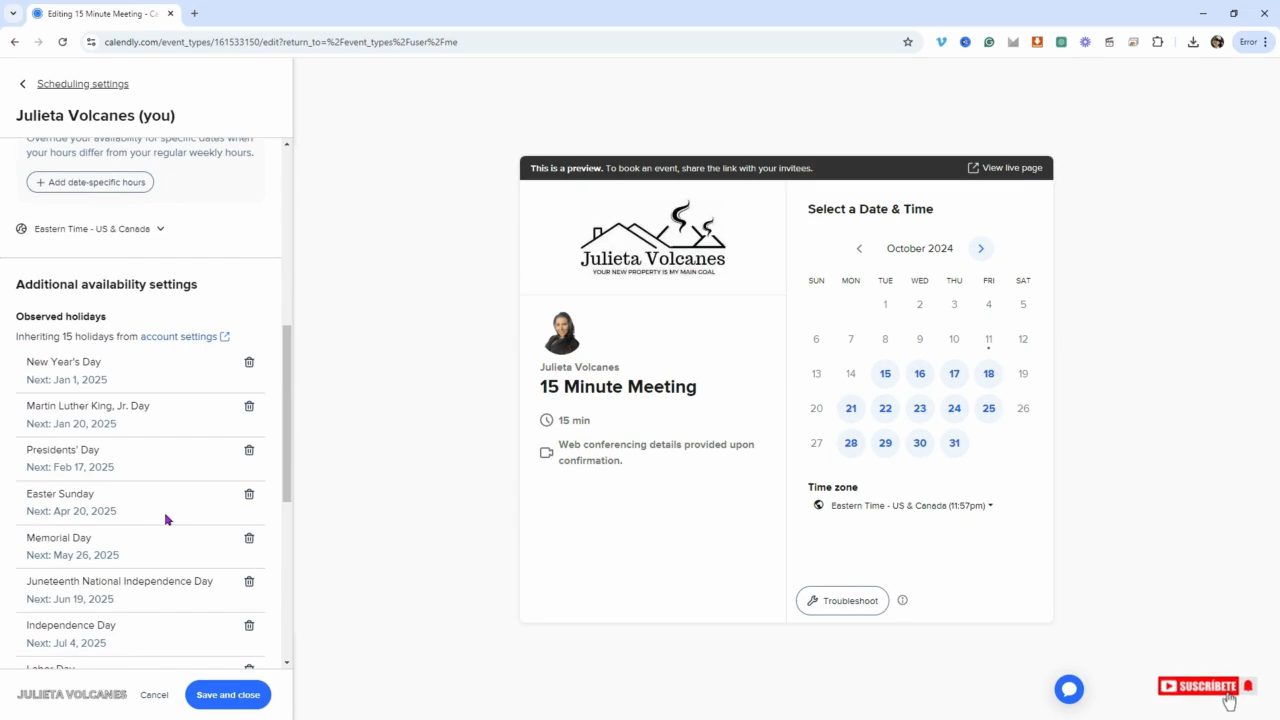 Editing 15 Minute Meeting - Ca
calendly.com/event_types/161533150/edit?return_to=%2Fevent_types%2Fuser%2Fme
Error
Scheduling settings
Julieta Volcanes (you)
Override your availability for specific dates when
your hours differ from your regular weekly hours.
+ Add date-specific hours
Eastern Time - US & Canada
Additional availability settings
Observed holidays
Inheriting 15 holidays from account settings
New Year's Day
Next: Jan 1, 2025
Martin Luther King, Jr. Day
Next: Jan 20, 2025
Presidents' Day
Next: Feb 17, 2025
Easter Sunday
Next: Apr 20, 2025
Memorial Day
Next: May 26, 2025
Juneteenth National Independence Day
Next: Jun 19, 2025
Independence Day
Next: Jul 4, 2025
Labor Day
JULIETA VOLCANES
Cancel
Save and close
This is a preview. To book an event, share the link with your invitees.
View live page
Julieta Volcanes
YOUR NEW PROPERTY IS MY MAIN GOAL
Julieta Volcanes
15 Minute Meeting
15 min
Web conferencing details provided upon
confirmation.
Select a Date & Time
October 2024
SUN MON TUE WED THU FRI SAT
1 2 3 4 5
6 7 8 9 10 11 12
13 14 15 16 17 18 19
20 21 22 23 24 25 26
27 28 29 30 31
Time zone
Eastern Time - US & Canada (11:57pm)
Troubleshoot
SUSCRÍBETE